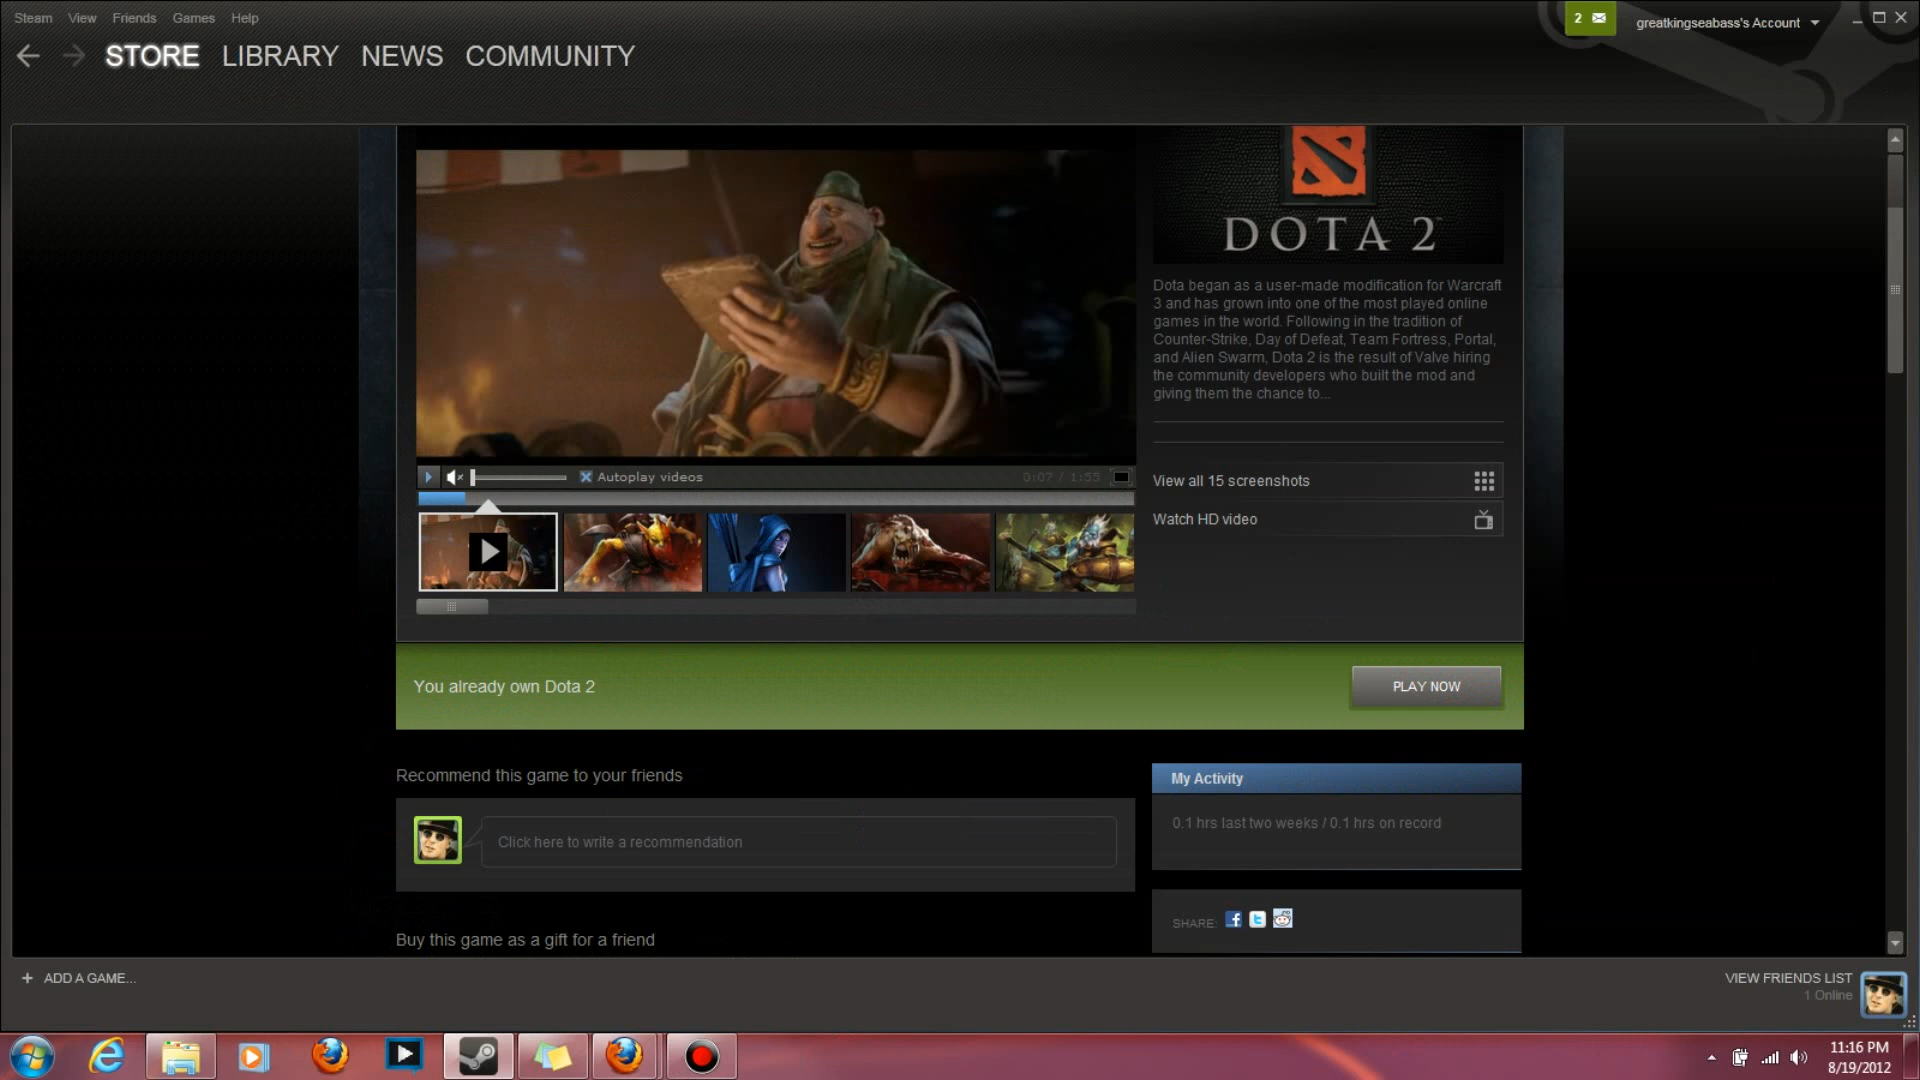 Steam View Friends Games Help
2
greatkingseabass's Account
STORE LIBRARY NEWS COMMUNITY
DOTA 2
Dota began as a user-made modification for Warcraft
3 and has grown into one of the most played online
games in the world. Following in the tradition of
Counter-Strike, Day of Defeat, Team Fortress, Portal,
and Alien Swarm, Dota 2 is the result of Valve hiring
the community developers who built the mod and
giving them the chance to...
Autoplay videos
0:07 / 1:55
View all 15 screenshots
Watch HD video
You already own Dota 2
PLAY NOW
Recommend this game to your friends
Click here to write a recommendation
My Activity
0.1 hrs last two weeks / 0.1 hrs on record
SHARE:
Buy this game as a gift for a friend
+ ADD A GAME...
VIEW FRIENDS LIST
1 Online
11:16 PM
8/19/2012